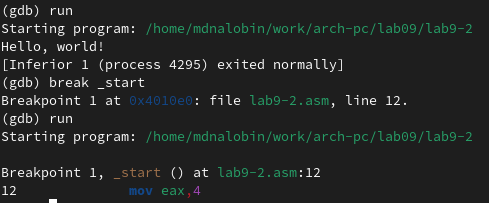 (gdb) run
Starting program: /home/mdnalobin/work/arch-pc/lab09/lab9-2
Hello, world!
[Inferior 1 (process 4295) exited normally]
(gdb) break _start
Breakpoint 1 at 0x4010e0: file lab9-2.asm, line 12.
(gdb) run
Starting program: /home/mdnalobin/work/arch-pc/lab09/lab9-2

Breakpoint 1, _start () at lab9-2.asm:12
12 mov eax,4